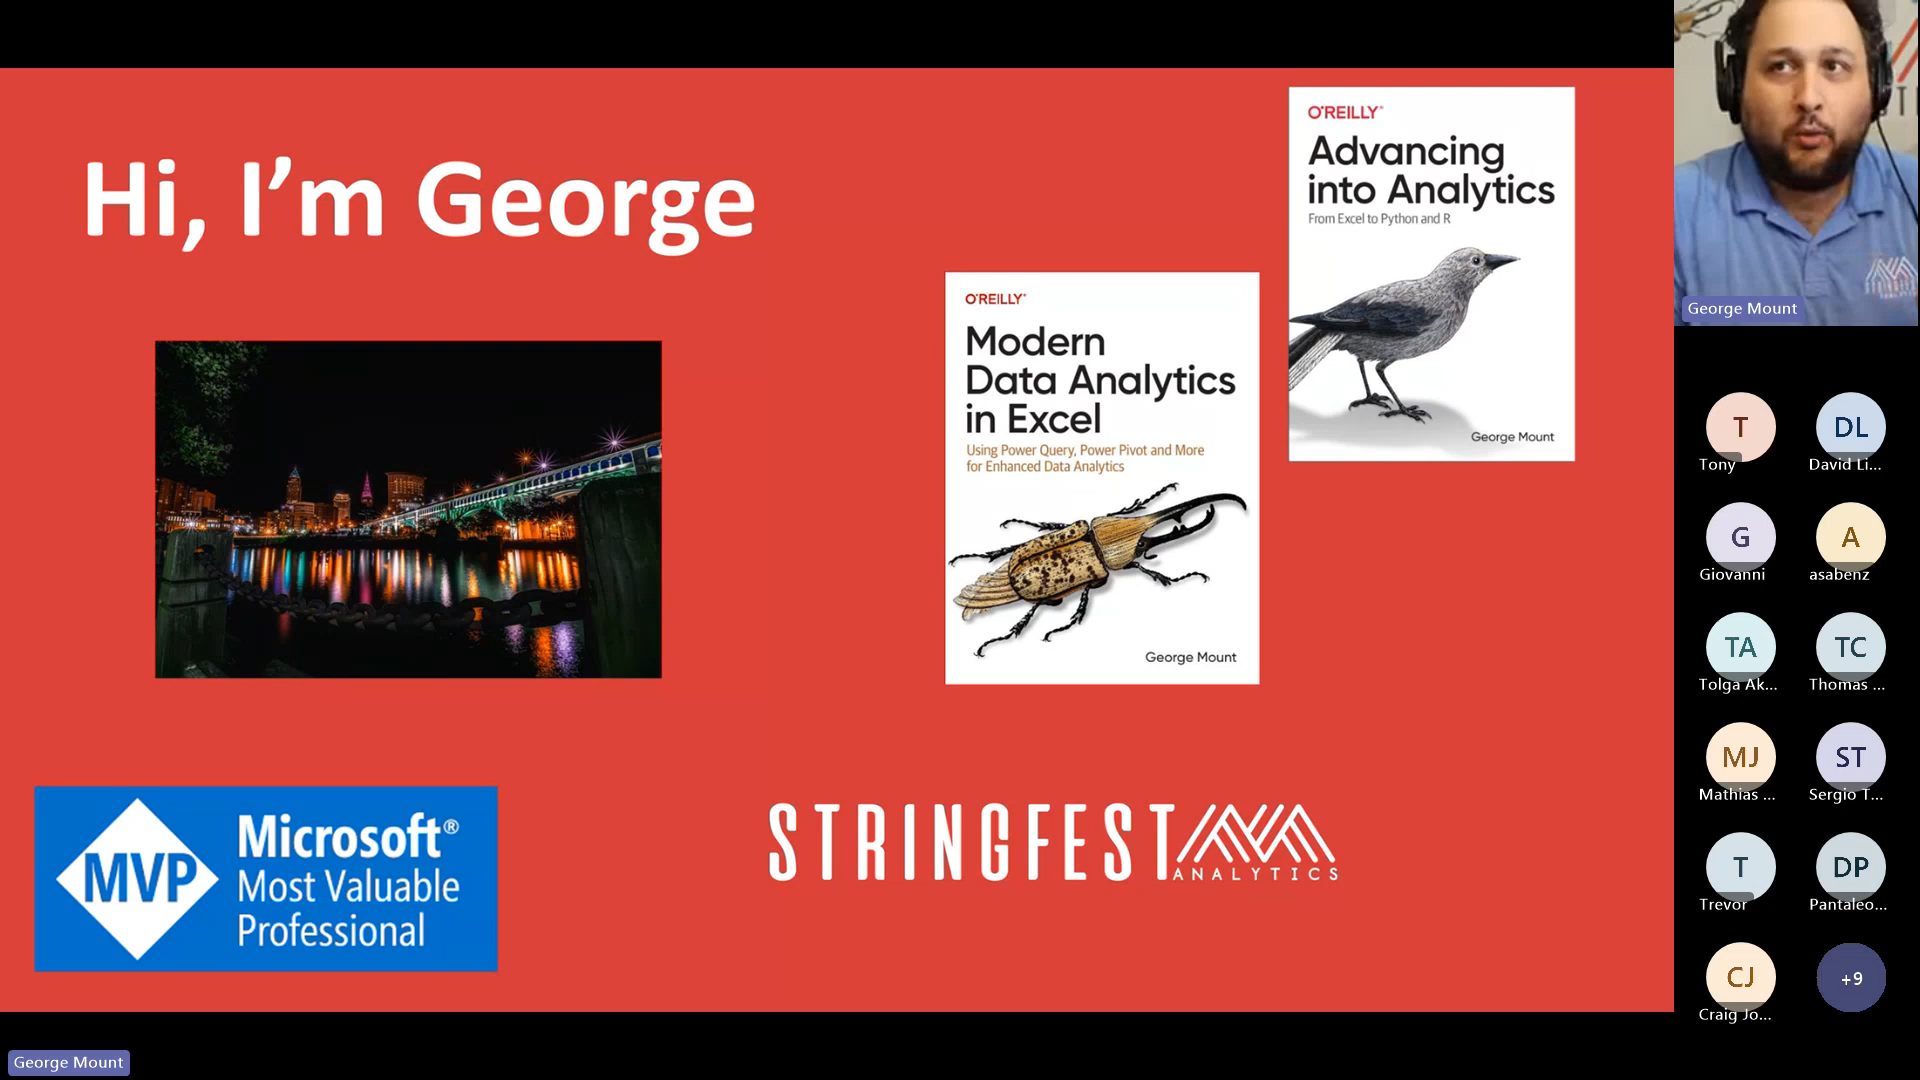 Hi, I'm George
O'REILLY®
Advancing
into Analytics
From Excel to Python and R
George Mount
O'REILLY®
Modern
Data Analytics
in Excel
Using Power Query, Power Pivot and More
for Enhanced Data Analytics
George Mount
MVP
Microsoft®
Most Valuable
Professional
STRINGFEST
ANALYTICS
George Mount
T
Tony
DL
David Li...
G
Giovanni
A
asabenz
TA
Tolga Ak...
TC
Thomas ...
MJ
Mathias ...
ST
Sergio T...
T
Trevor
DP
Pantaleo...
CJ
Craig Jo...
+9
George Mount